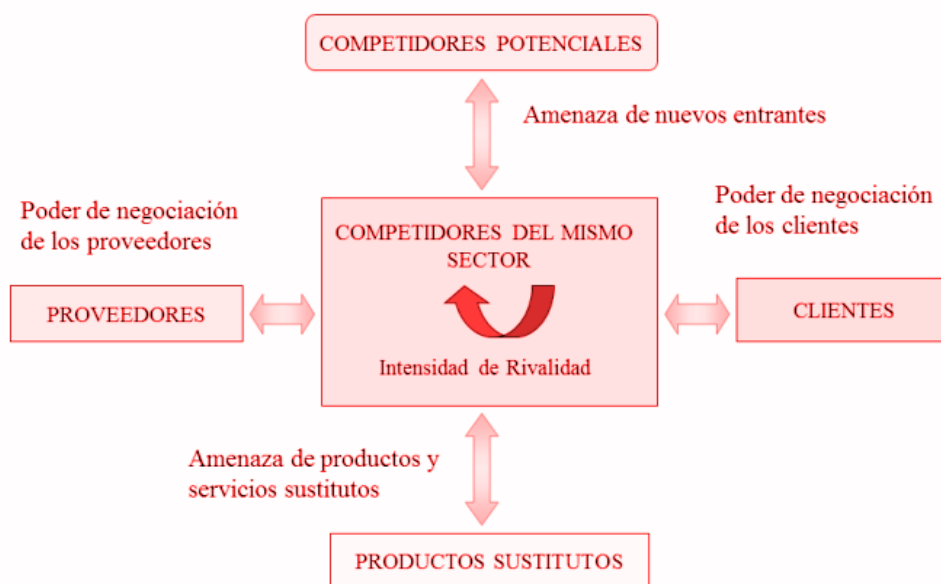 COMPETIDORES POTENCIALES
Amenaza de nuevos entrantes
Poder de negociación
de los proveedores
Poder de negociación
de los clientes
COMPETIDORES DEL MISMO
SECTOR
PROVEEDORES
CLIENTES
Intensidad de Rivalidad
Amenaza de productos y
servicios sustitutos
PRODUCTOS SUSTITUTOS